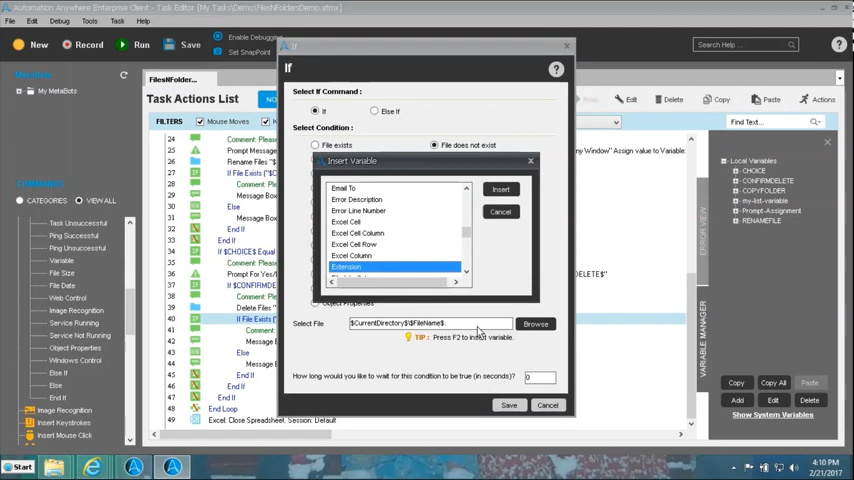 Automation Anywhere Enterprise Client - Task Editor [My Tasks\Demo\FilesNFoldersDemo.atmx]
File Edit Debug Tools Task Help
New Record Run Save Enable Debugging Set SnapPoint
Search Help ...
MetaBots
My MetaBots
COMMANDS
CATEGORIES VIEW ALL
Task Unsuccessful
Ping Successful
Ping Unsuccessful
Variable
File Size
File Date
Web Control
Image Recognition
Service Running
Service Not Running
Object Properties
Windows Control
Else If
Else
End If
Image Recognition
Insert Keystrokes
Insert Mouse Click
FilesNFolder...
Task Actions List
Edit Delete Copy Paste Actions
FILTERS Mouse Moves
Find Text...
24 Comment: Please
25 Prompt Message
y Window" Assign value to Variable:
26 Rename Files "$
27 If File Exists ("$
28 Comment: Please
29 Message Box
30 Else
31 Comment: Please
32 Message Box
33 End If
34 If $CHOICE$ Equal
35 Comment: Please
36 Prompt For Yes/
DELETE$"
37 If $CONFIRMDELETE
38 Comment: Please
39 Delete Files "
40 If File Exists ("
41 Comment:
42 Message B
43 Else
44 Message B
45 End If
46 End If
47 End If
48 End Loop
49 Excel: Close Spreadsheet. Session: Default
If
If
Select If Command :
If Else If
Select Condition :
File exists File does not exist
Insert Variable
Email To
Error Description
Error Line Number
Excel Cell
Excel Cell Column
Excel Cell Row
Excel Column
Extension
Insert
Cancel
Object Properties
Select File $CurrentDirectory$\$FileName$. Browse
TIP : Press F2 to insert variable.
How long would you like to wait for this condition to be true (in seconds)? 0
Save Cancel
ERROR VIEW
VARIABLE MANAGER
Local Variables
CHOICE
CONFIRMDELETE
COPYFOLDER
my-list-variable
Prompt-Assignment
RENAMEFILE
Copy Copy All Paste
Add Edit Delete
Show System Variables
Start
4:10 PM
2/21/2017